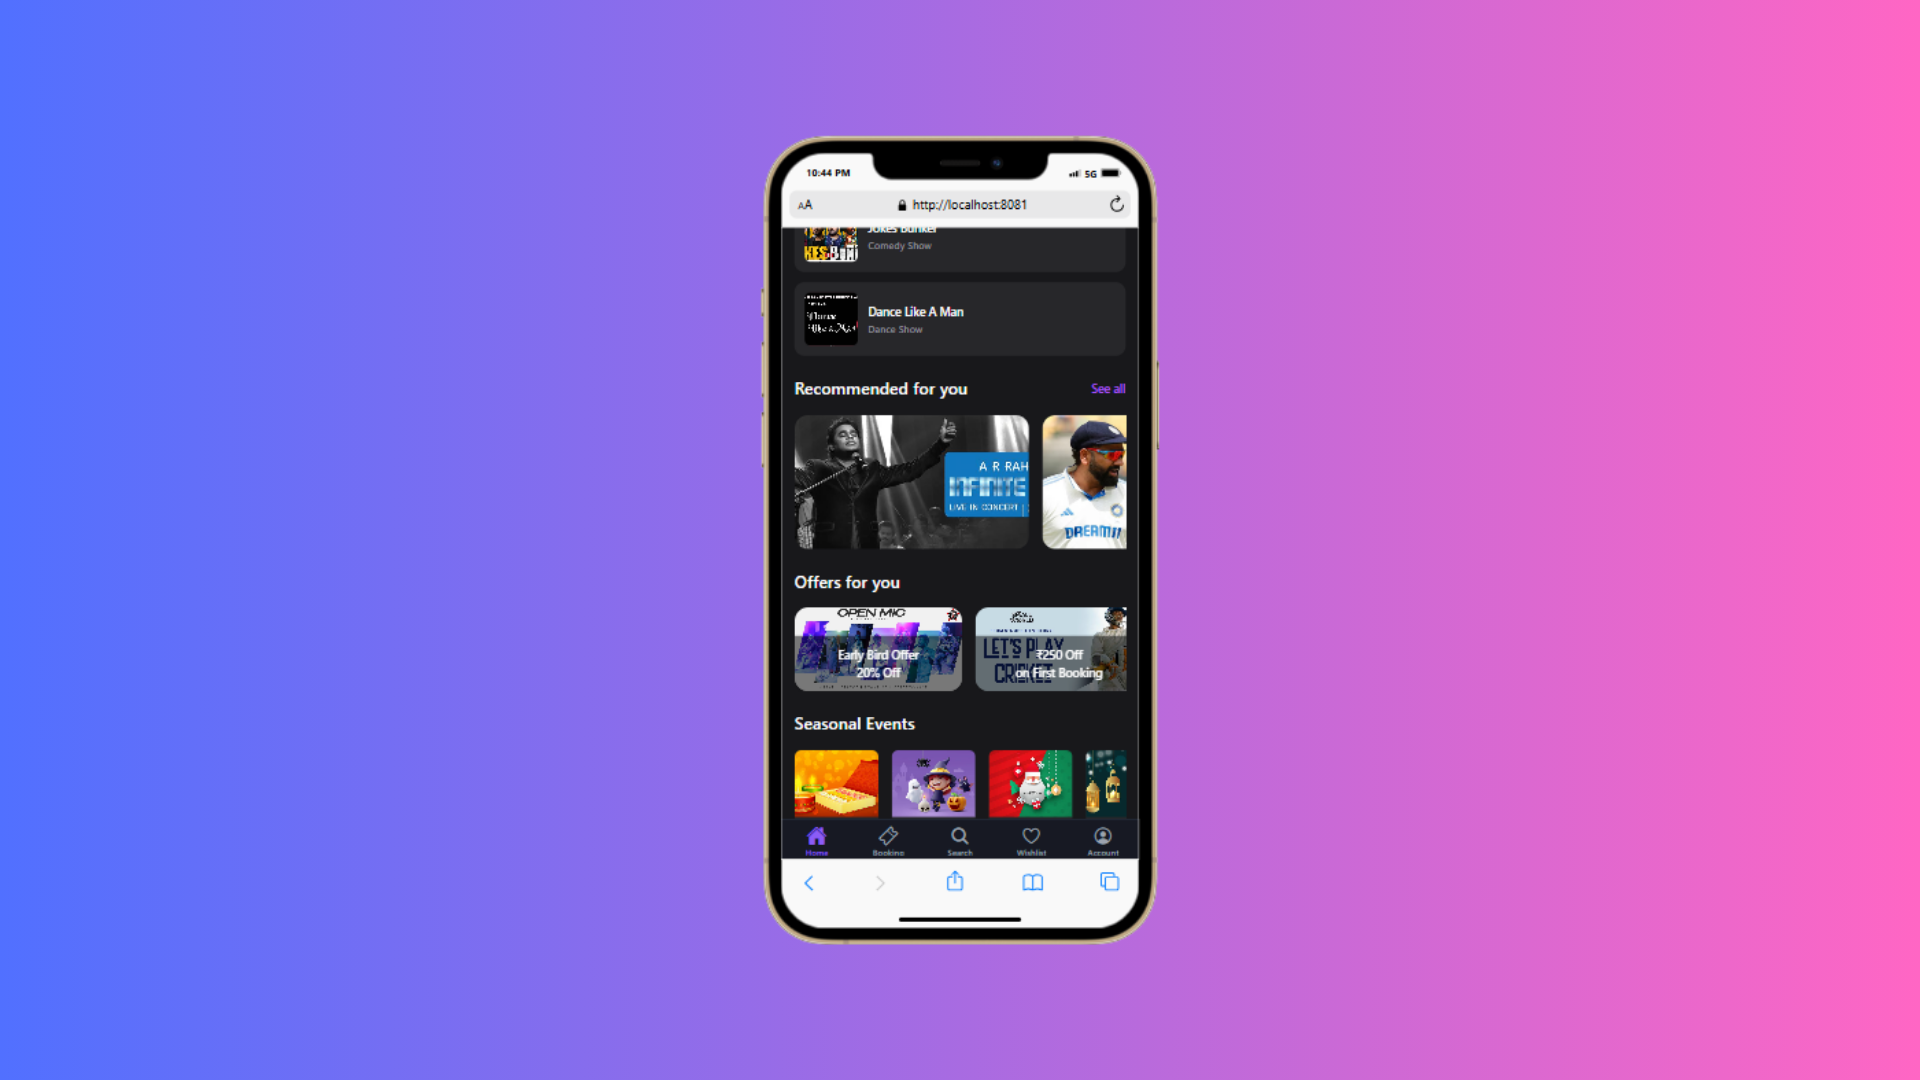 10:44 PM
5G
AA
http://localhost:8081
Jokes Bunker
Comedy Show
KES
Dance Like A Man
Dance Show
Recommended for you
See all
A R RAH
INFINITE
LIVE IN CONCERT |
DREAM11
Offers for you
OPEN MIC
Early Bird Offer
20% Off
LET'S PLAY
CRICKET
₹250 Off
on First Booking
Seasonal Events
Home
Booking
Search
Wishlist
Account